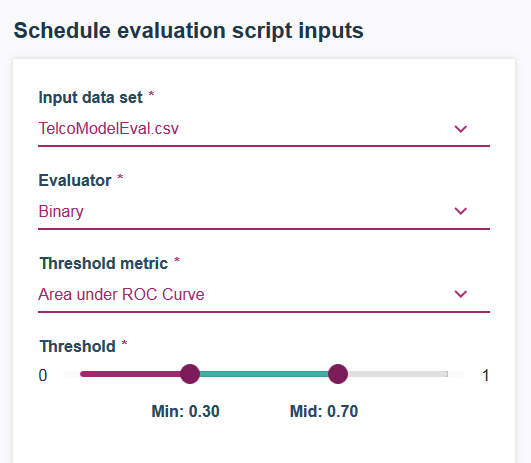 Schedule evaluation script inputs
Input data set *
TelcoModelEval.csv
Evaluator *
Binary
Threshold metric *
Area under ROC Curve
Threshold *
0 1
Min: 0.30 Mid: 0.70